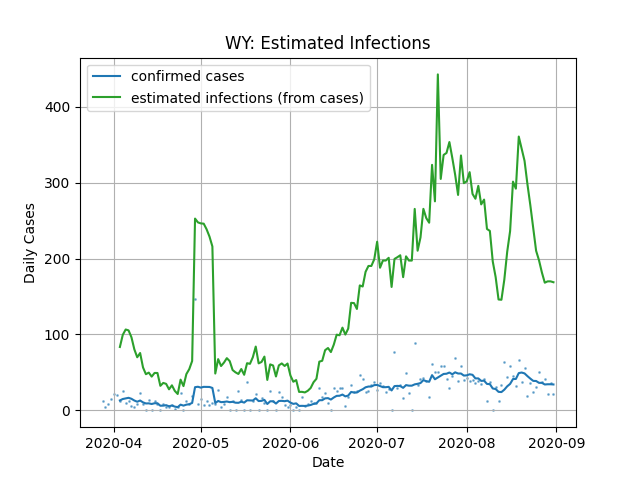 WY: Estimated Infections
confirmed cases
estimated infections (from cases)
Daily Cases
400
300
200
100
0
2020-04
2020-05
2020-06
2020-07
2020-08
2020-09
Date